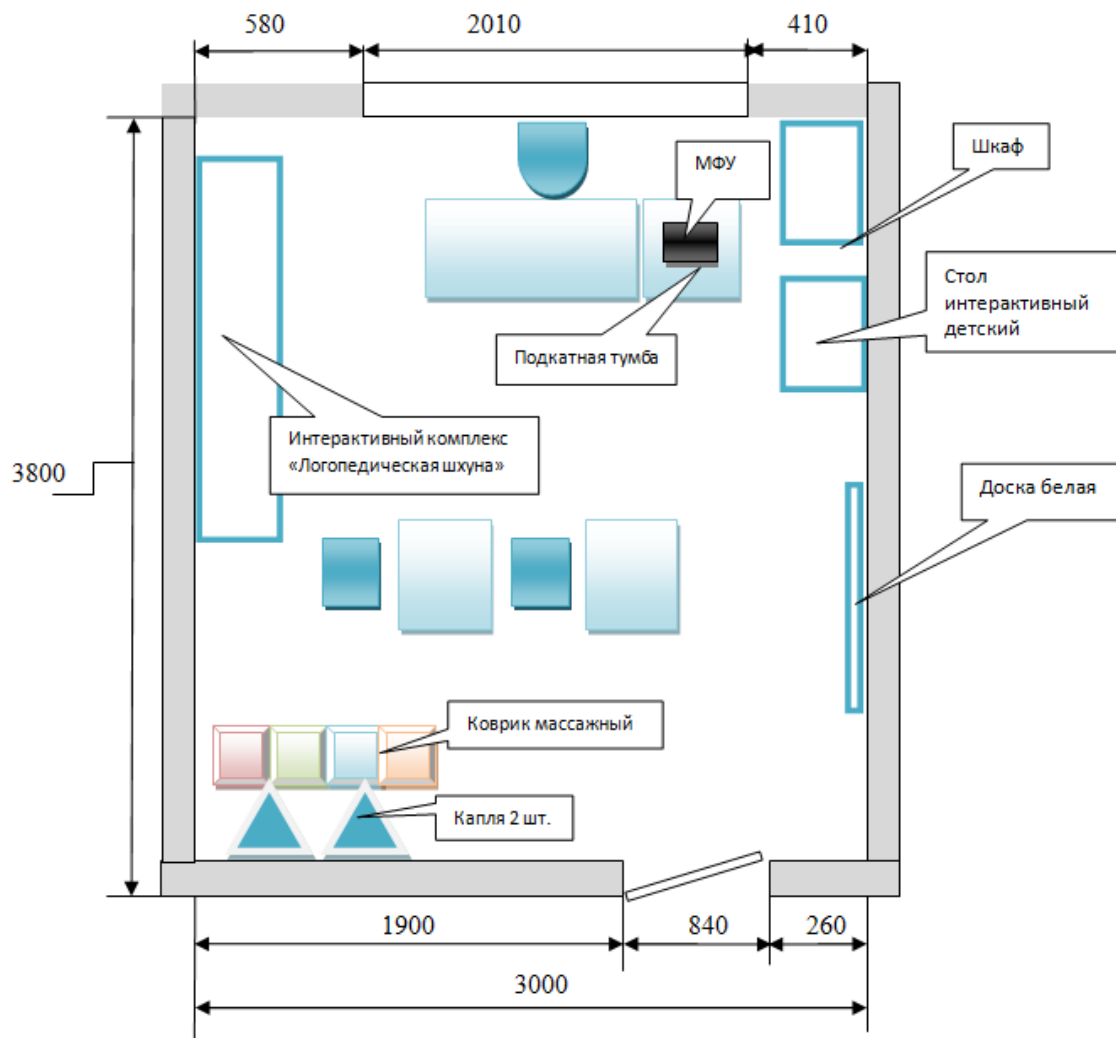 580
2010
410
МФУ
Шкаф
Стол
интерактивный
детский
Подкатная тумба
Интерактивный комплекс
«Логопедическая шхуна»
3800
Доска белая
Коврик массажный
Капля 2 шт.
1900
840
260
3000